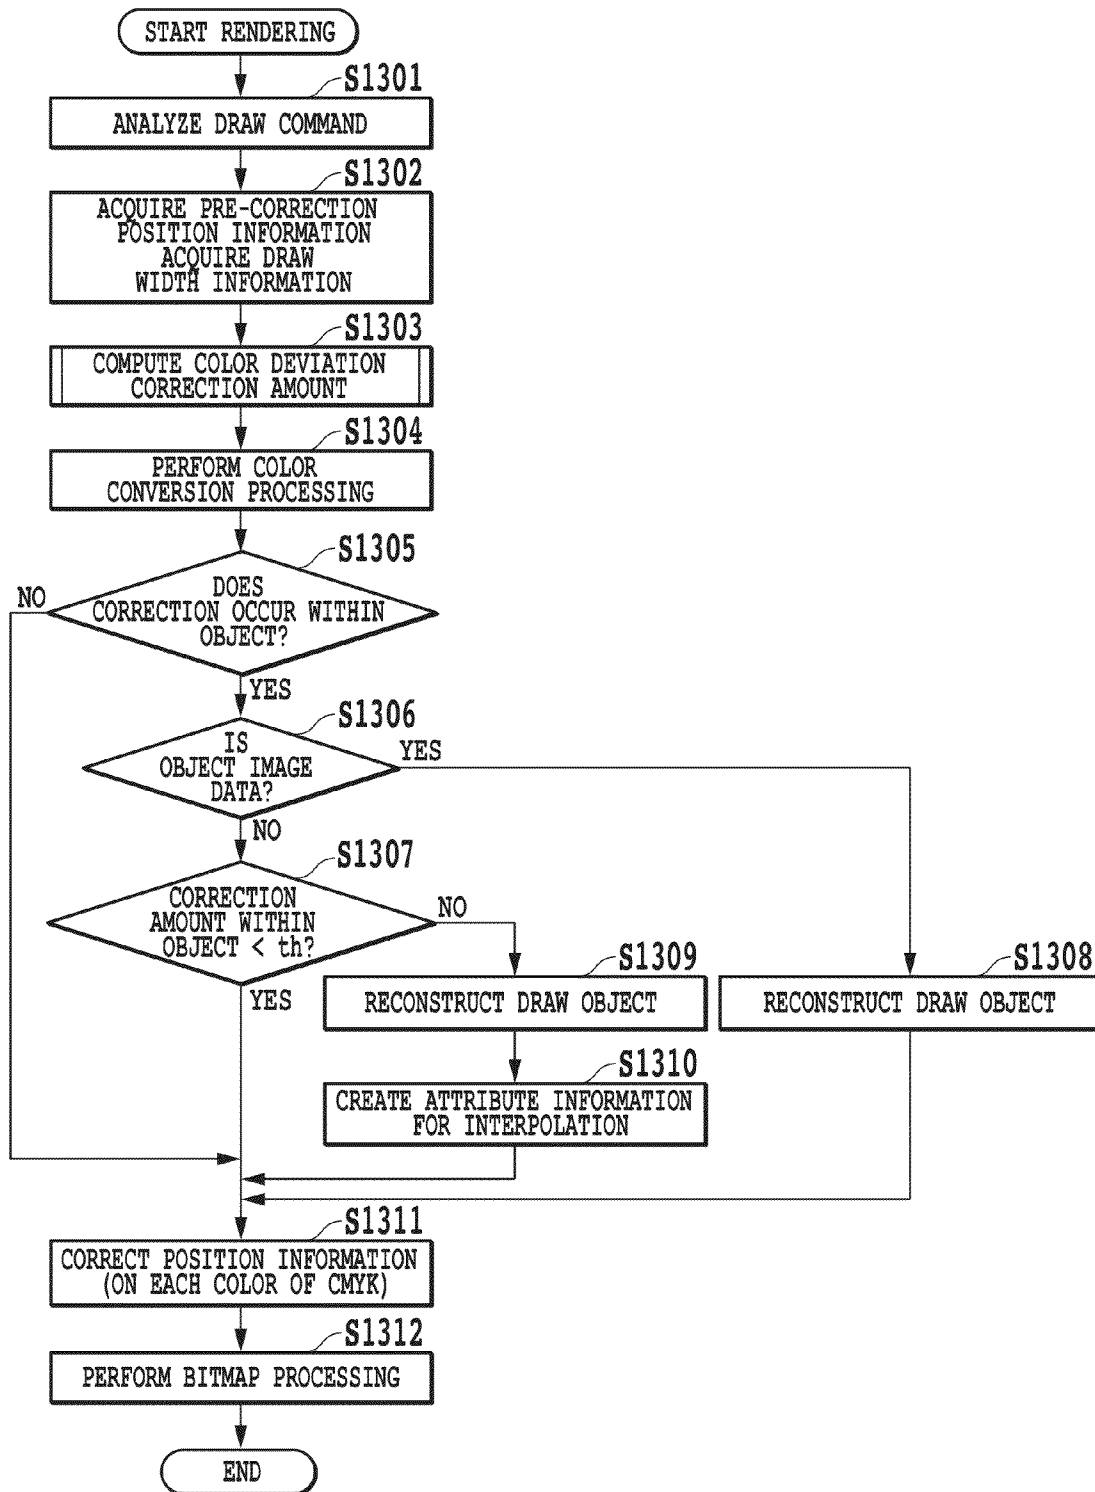 START RENDERING
S1301
ANALYZE DRAW COMMAND
S1302
ACQUIRE PRE-CORRECTION
POSITION INFORMATION
ACQUIRE DRAW
WIDTH INFORMATION
S1303
COMPUTE COLOR DEVIATION
CORRECTION AMOUNT
S1304
PERFORM COLOR
CONVERSION PROCESSING
S1305
DOES
CORRECTION OCCUR WITHIN
OBJECT?
NO
YES
S1306
IS
OBJECT IMAGE
DATA?
YES
NO
S1307
CORRECTION
AMOUNT WITHIN
OBJECT < th?
NO
YES
S1309
RECONSTRUCT DRAW OBJECT
S1308
RECONSTRUCT DRAW OBJECT
S1310
CREATE ATTRIBUTE INFORMATION
FOR INTERPOLATION
S1311
CORRECT POSITION INFORMATION
(ON EACH COLOR OF CMYK)
S1312
PERFORM BITMAP PROCESSING
END